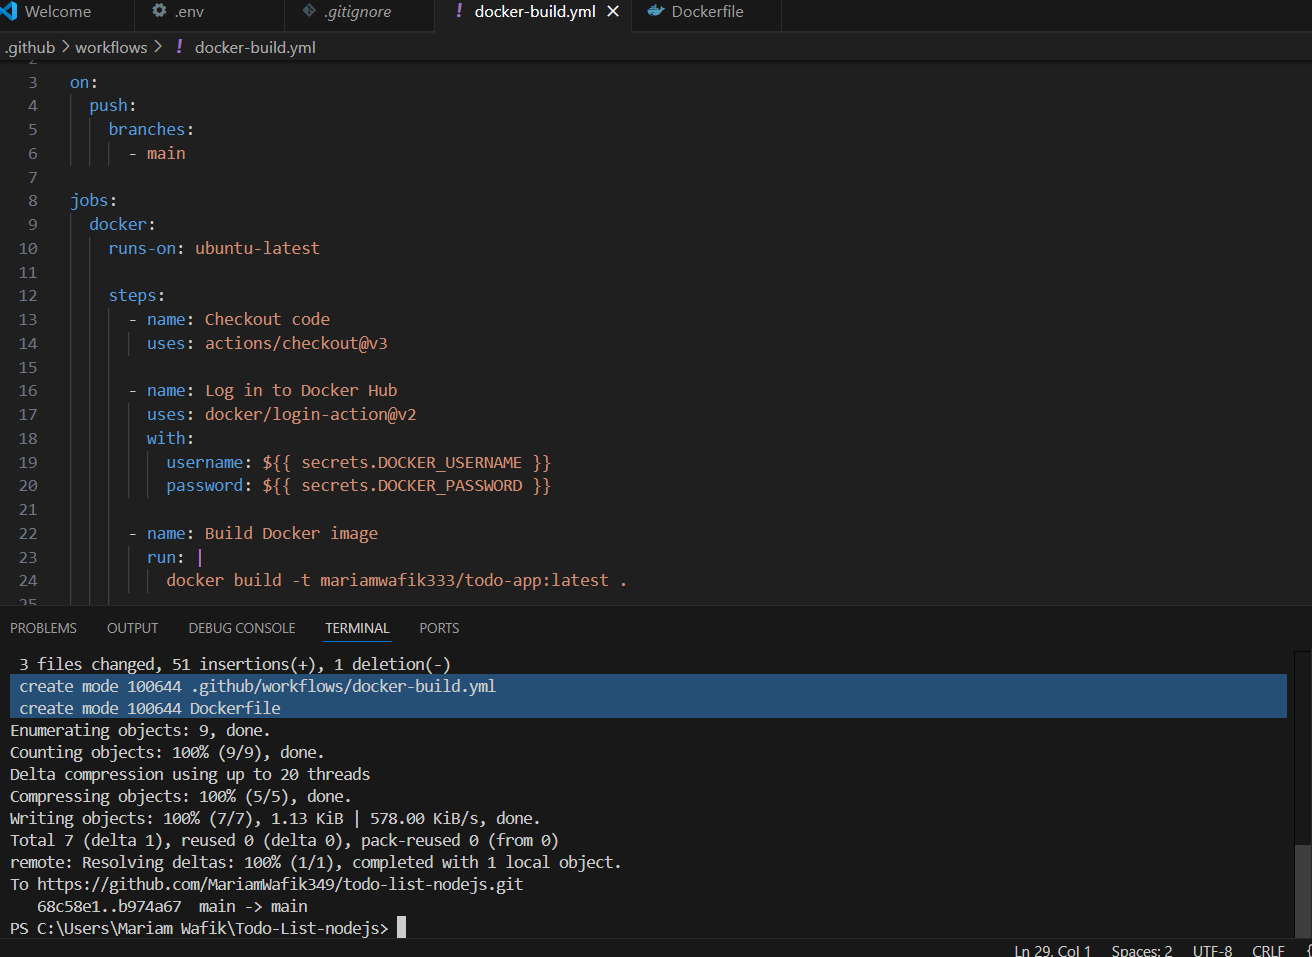 Welcome .env .gitignore ! docker-build.yml × Dockerfile
.github > workflows > ! docker-build.yml
2
3 on:
4 push:
5 branches:
6 - main
7
8 jobs:
9 docker:
10 runs-on: ubuntu-latest
11
12 steps:
13 - name: Checkout code
14 uses: actions/checkout@v3
15
16 - name: Log in to Docker Hub
17 uses: docker/login-action@v2
18 with:
19 username: ${{ secrets.DOCKER_USERNAME }}
20 password: ${{ secrets.DOCKER_PASSWORD }}
21
22 - name: Build Docker image
23 run: |
24 docker build -t mariamwafik333/todo-app:latest .
25
PROBLEMS OUTPUT DEBUG CONSOLE TERMINAL PORTS
3 files changed, 51 insertions(+), 1 deletion(-)
create mode 100644 .github/workflows/docker-build.yml
create mode 100644 Dockerfile
Enumerating objects: 9, done.
Counting objects: 100% (9/9), done.
Delta compression using up to 20 threads
Compressing objects: 100% (5/5), done.
Writing objects: 100% (7/7), 1.13 KiB | 578.00 KiB/s, done.
Total 7 (delta 1), reused 0 (delta 0), pack-reused 0 (from 0)
remote: Resolving deltas: 100% (1/1), completed with 1 local object.
To https://github.com/MariamWafik349/todo-list-nodejs.git
68c58e1..b974a67 main -> main
PS C:\Users\Mariam Wafik\Todo-List-nodejs>
Ln 29, Col 1 Spaces: 2 UTF-8 CRLF {